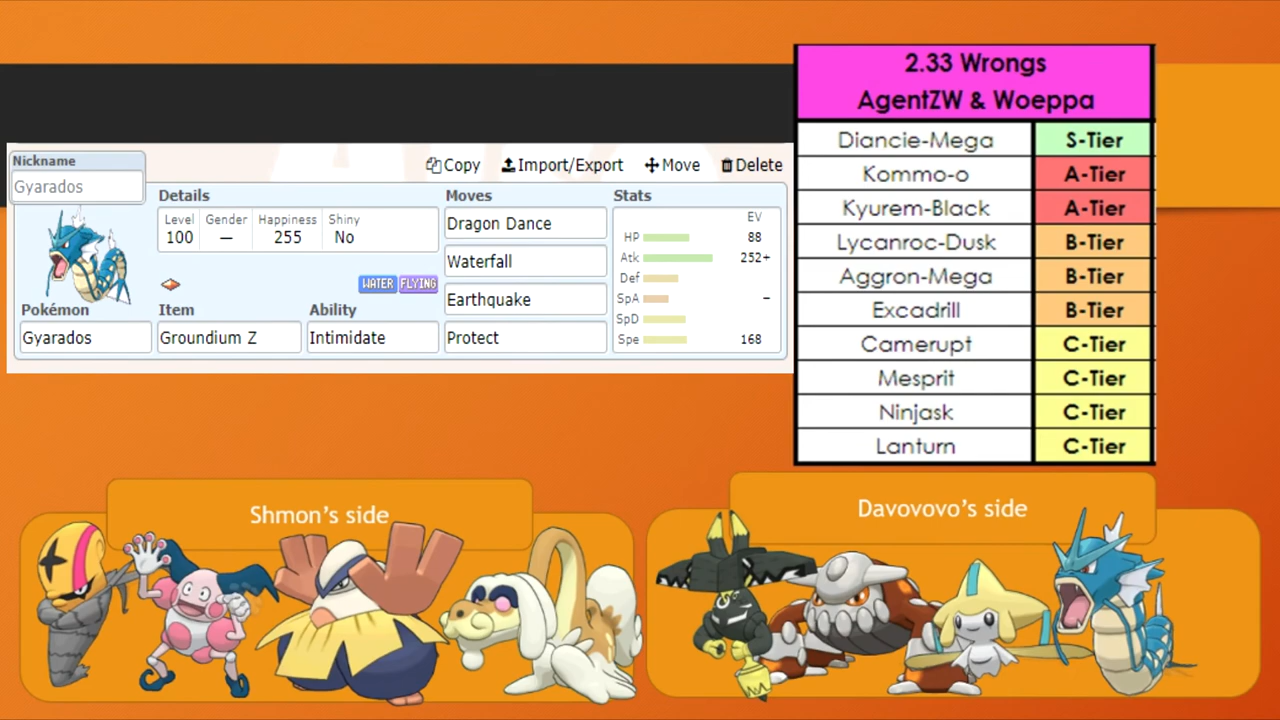 Nickname
Gyarados
Copy Import/Export Move Delete
Details
Level Gender Happiness Shiny
100 — 255 No
WATER FLYING
Pokémon Item Ability
Gyarados Groundium Z Intimidate
Moves
Dragon Dance
Waterfall
Earthquake
Protect
Stats
EV
HP 88
Atk 252+
Def
SpA –
SpD
Spe 168
2.33 Wrongs
AgentZW & Woeppa
Diancie-Mega S-Tier
Kommo-o A-Tier
Kyurem-Black A-Tier
Lycanroc-Dusk B-Tier
Aggron-Mega B-Tier
Excadrill B-Tier
Camerupt C-Tier
Mesprit C-Tier
Ninjask C-Tier
Lanturn C-Tier
Shmon's side
Davovovo's side